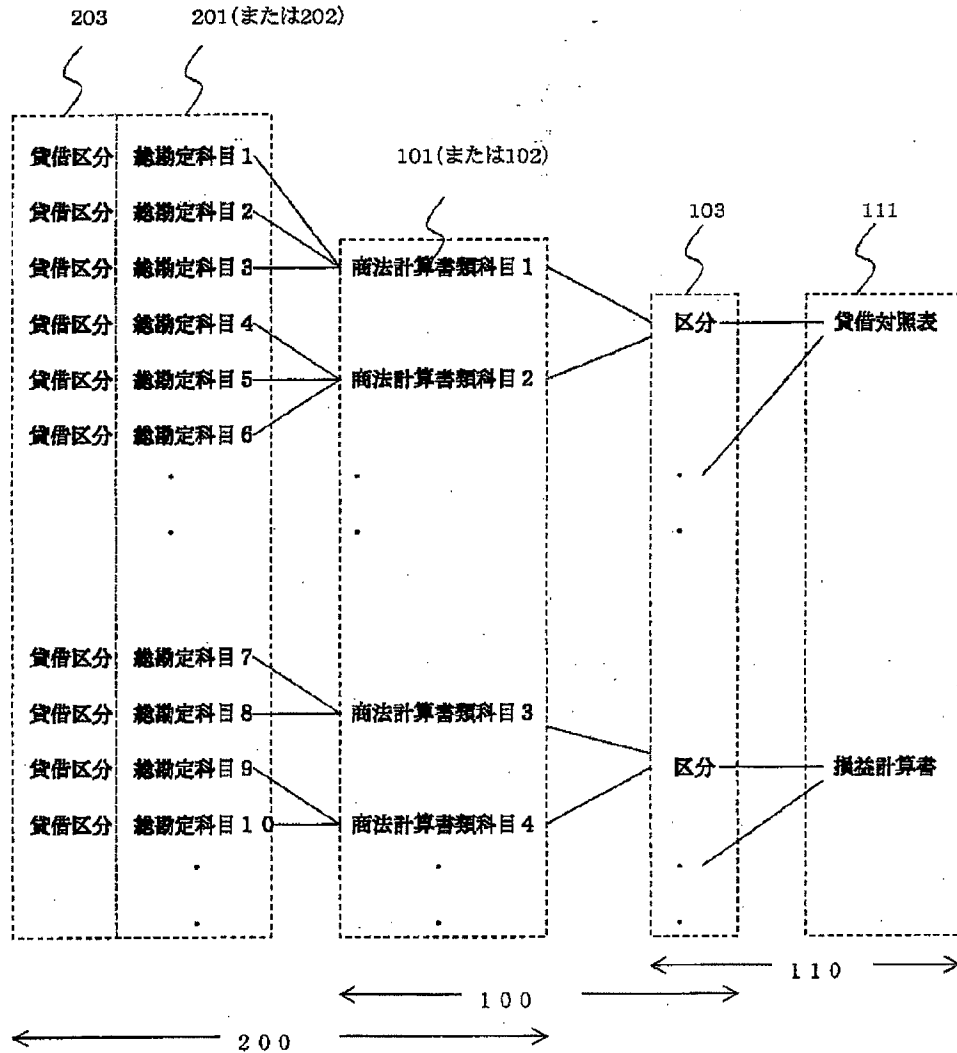 203 201(または202)
101(または102)
103 111
貸借区分 総勘定科目1
貸借区分 総勘定科目2
貸借区分 総勘定科目3 商法計算書類科目1
貸借区分 総勘定科目4 区分 貸借対照表
貸借区分 総勘定科目5 商法計算書類科目2
貸借区分 総勘定科目6
貸借区分 総勘定科目7
貸借区分 総勘定科目8 商法計算書類科目3
貸借区分 総勘定科目9 区分 損益計算書
貸借区分 総勘定科目10 商法計算書類科目4
110
100
200